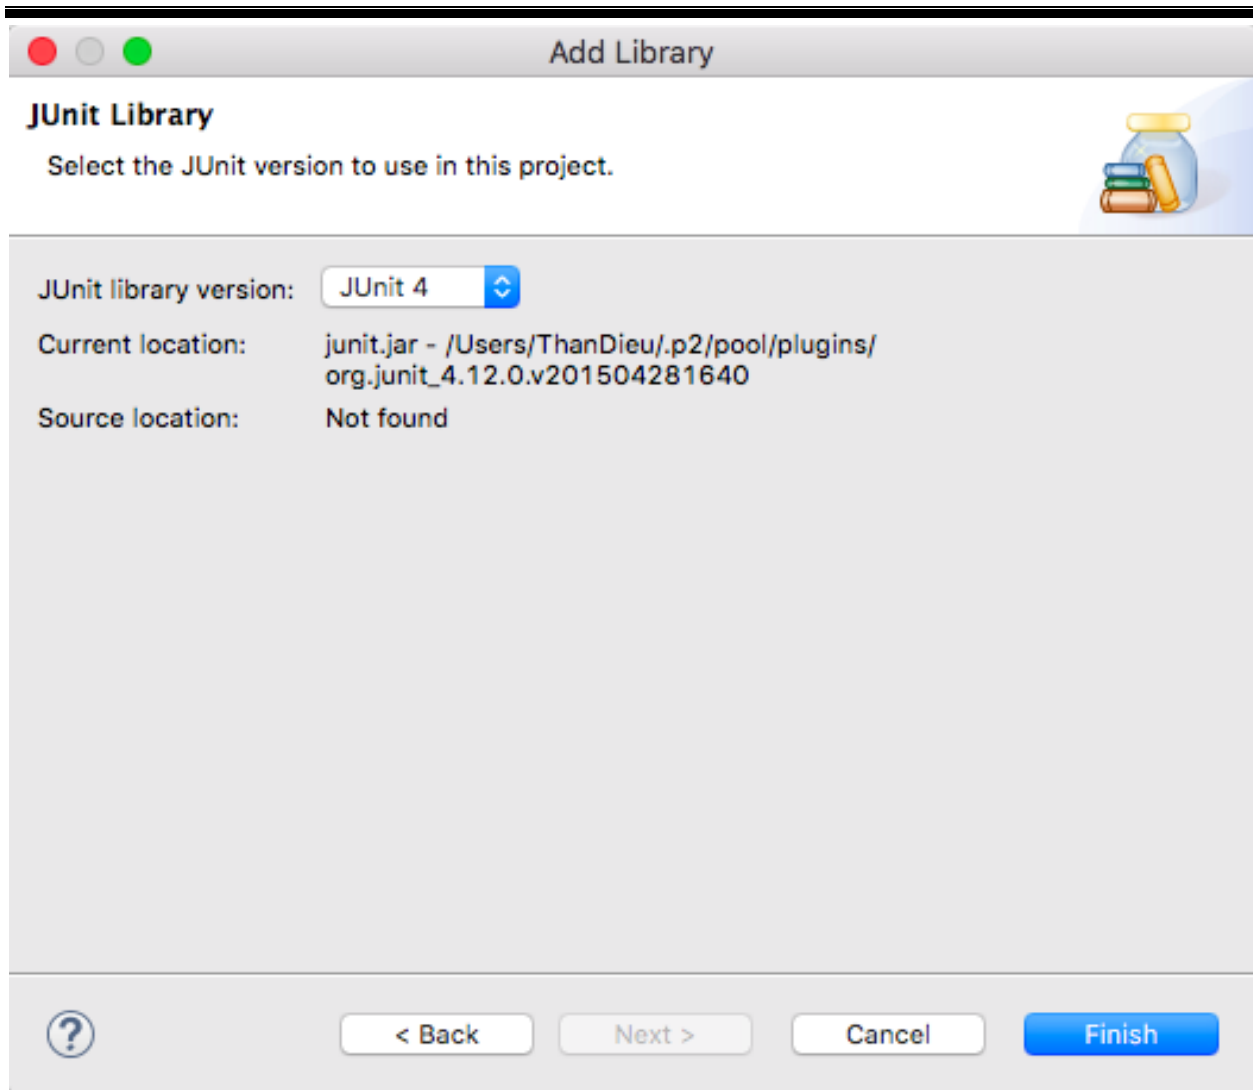 Add Library
JUnit Library
Select the JUnit version to use in this project.
JUnit library version: JUnit 4
Current location: junit.jar - /Users/ThanDieu/.p2/pool/plugins/
org.junit_4.12.0.v201504281640
Source location: Not found
? < Back Next > Cancel Finish